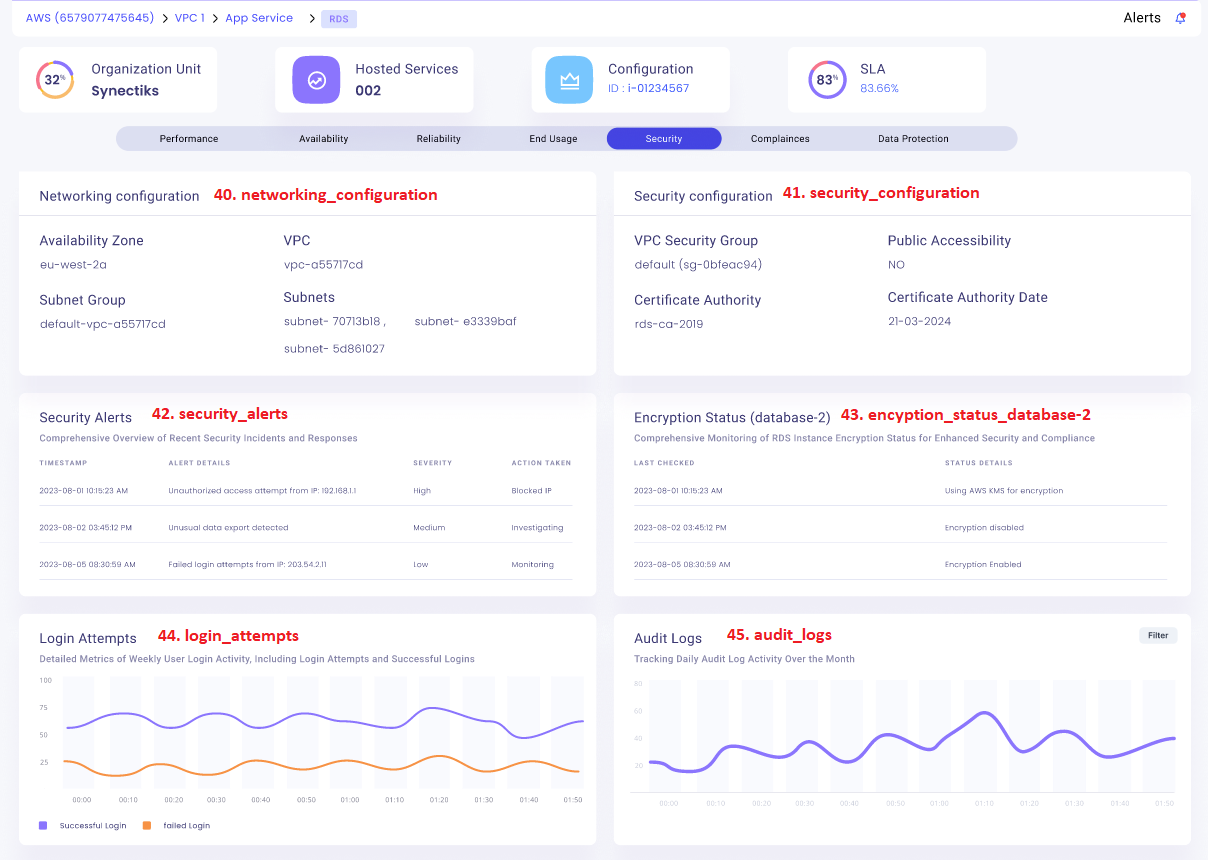 AWS (6579077475645) > VPC 1 > App Service > RDS
Alerts
32%
Organization Unit
Synectiks
Hosted Services
002
Configuration
ID : i-01234567
83%
SLA
83.66%
Performance Availability Reliability End Usage Security Complainces Data Protection
Networking configuration 40. networking_configuration
Availability Zone VPC
eu-west-2a vpc-a55717cd
Subnet Group Subnets
default-vpc-a55717cd subnet- 70713b18 , subnet- e3339baf
subnet- 5d861027
Security configuration 41. security_configuration
VPC Security Group Public Accessibility
default (sg-0bfeac94) NO
Certificate Authority Certificate Authority Date
rds-ca-2019 21-03-2024
Security Alerts 42. security_alerts
Comprehensive Overview of Recent Security Incidents and Responses
TIMESTAMP ALERT DETAILS SEVERITY ACTION TAKEN
2023-08-01 10:15:23 AM Unauthorized access attempt from IP: 192.168.1.1 High Blocked IP
2023-08-02 03:45:12 PM Unusual data export detected Medium Investigating
2023-08-05 08:30:59 AM Failed login attempts from IP: 203.54.2.11 Low Monitoring
Encryption Status (database-2) 43. encyption_status_database-2
Comprehensive Monitoring of RDS Instance Encryption Status for Enhanced Security and Compliance
LAST CHECKED STATUS DETAILS
2023-08-01 10:15:23 AM Using AWS KMS for encryption
2023-08-02 03:45:12 PM Encryption disabled
2023-08-05 08:30:59 AM Encryption Enabled
Login Attempts 44. login_attempts
Detailed Metrics of Weekly User Login Activity, Including Login Attempts and Successful Logins
100
75
50
25
00:00 00:10 00:20 00:30 00:40 00:50 01:00 01:10 01:20 01:30 01:40 01:50
Successful Login failed Login
Audit Logs 45. audit_logs
Filter
Tracking Daily Audit Log Activity Over the Month
80
60
40
20
00:00 00:10 00:20 00:30 00:40 00:50 01:00 01:10 01:20 01:30 01:40 01:50